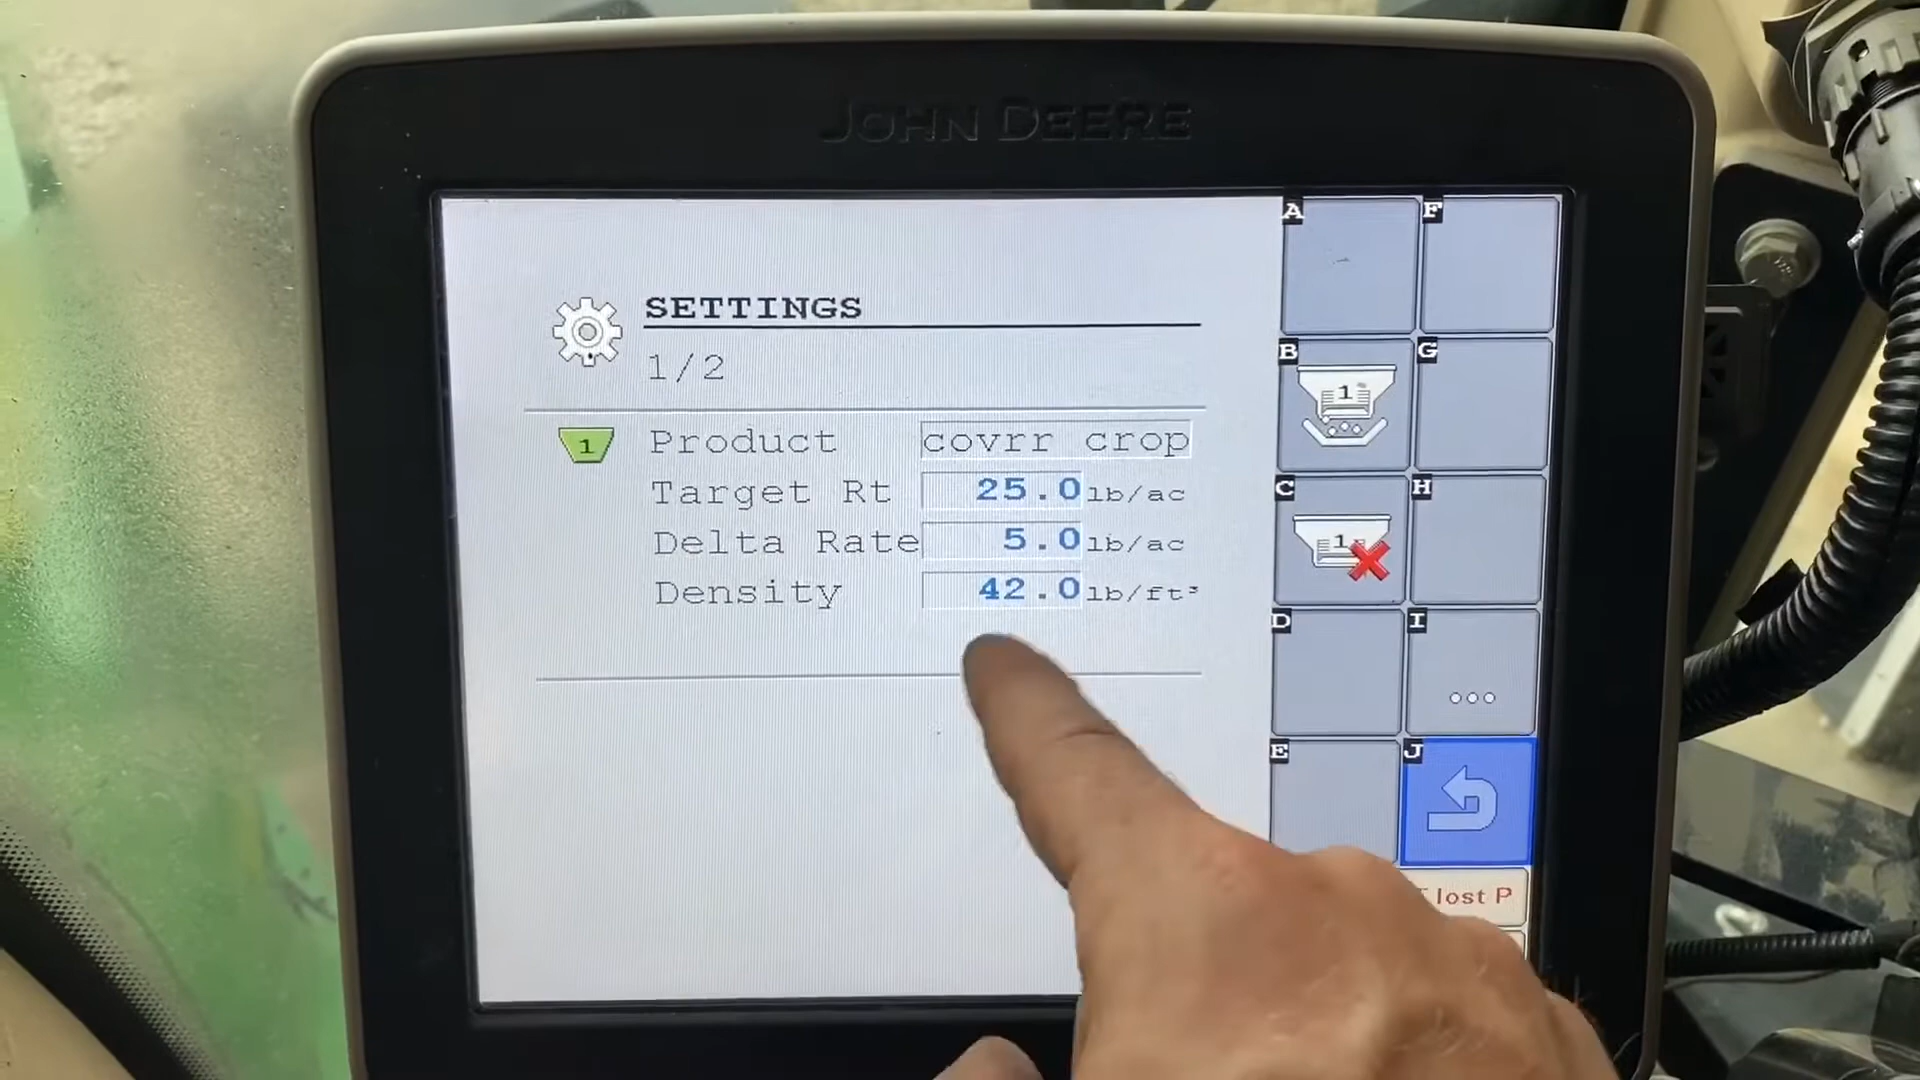 JOHN DEERE
SETTINGS
1/2
1 Product covrr crop
Target Rt 25.0 lb/ac
Delta Rate 5.0 lb/ac
Density 42.0 lb/ft³
A F
B G
1
C H
1
D I
E J
lost P